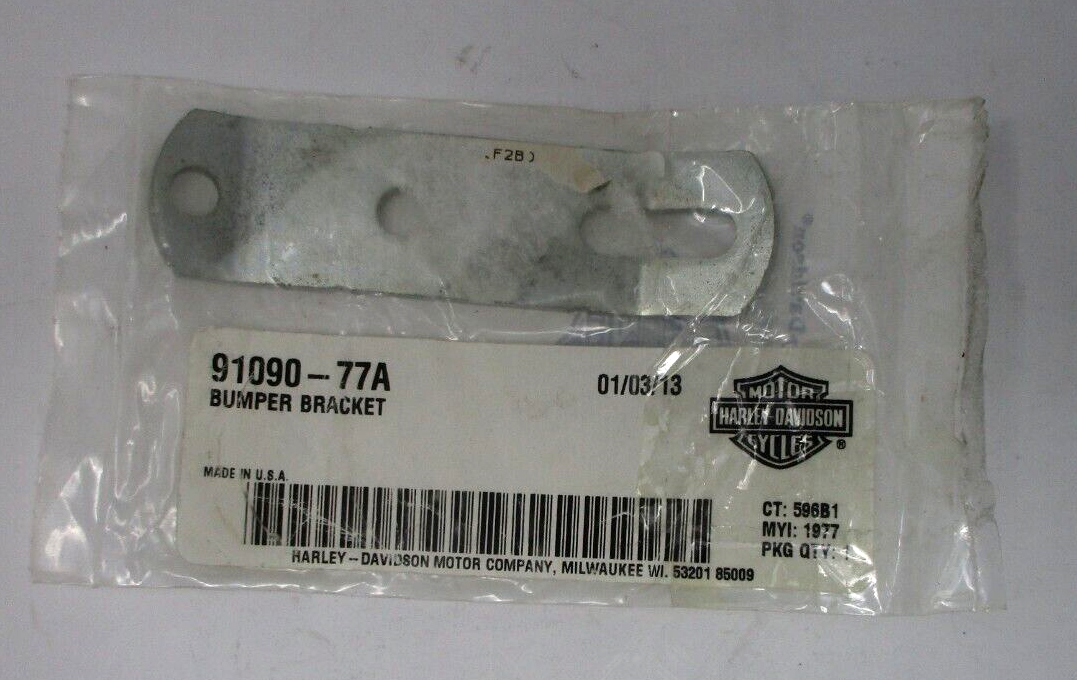 .F2B)
Davidson®
91090-77A
BUMPER BRACKET
01/03/13
MOTOR
HARLEY-DAVIDSON
CYCLES
®
MADE IN U.S.A.
CT: 596B1
MYI: 1977
PKG QTY: 1
HARLEY-DAVIDSON MOTOR COMPANY, MILWAUKEE WI. 53201 85009